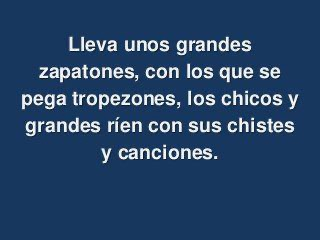 Lleva unos grandes
zapatones, con los que se
pega tropezones, los chicos y
grandes ríen con sus chistes
y canciones.